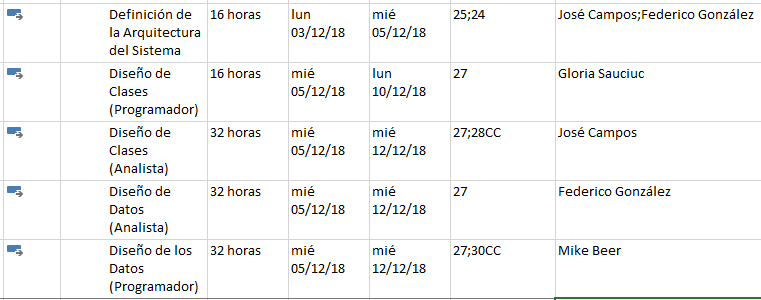 Definición de la Arquitectura del Sistema 16 horas lun 03/12/18 mié 05/12/18 25;24 José Campos;Federico González
Diseño de Clases (Programador) 16 horas mié 05/12/18 lun 10/12/18 27 Gloria Sauciuc
Diseño de Clases (Analista) 32 horas mié 05/12/18 mié 12/12/18 27;28CC José Campos
Diseño de Datos (Analista) 32 horas mié 05/12/18 mié 12/12/18 27 Federico González
Diseño de los Datos (Programador) 32 horas mié 05/12/18 mié 12/12/18 27;30CC Mike Beer